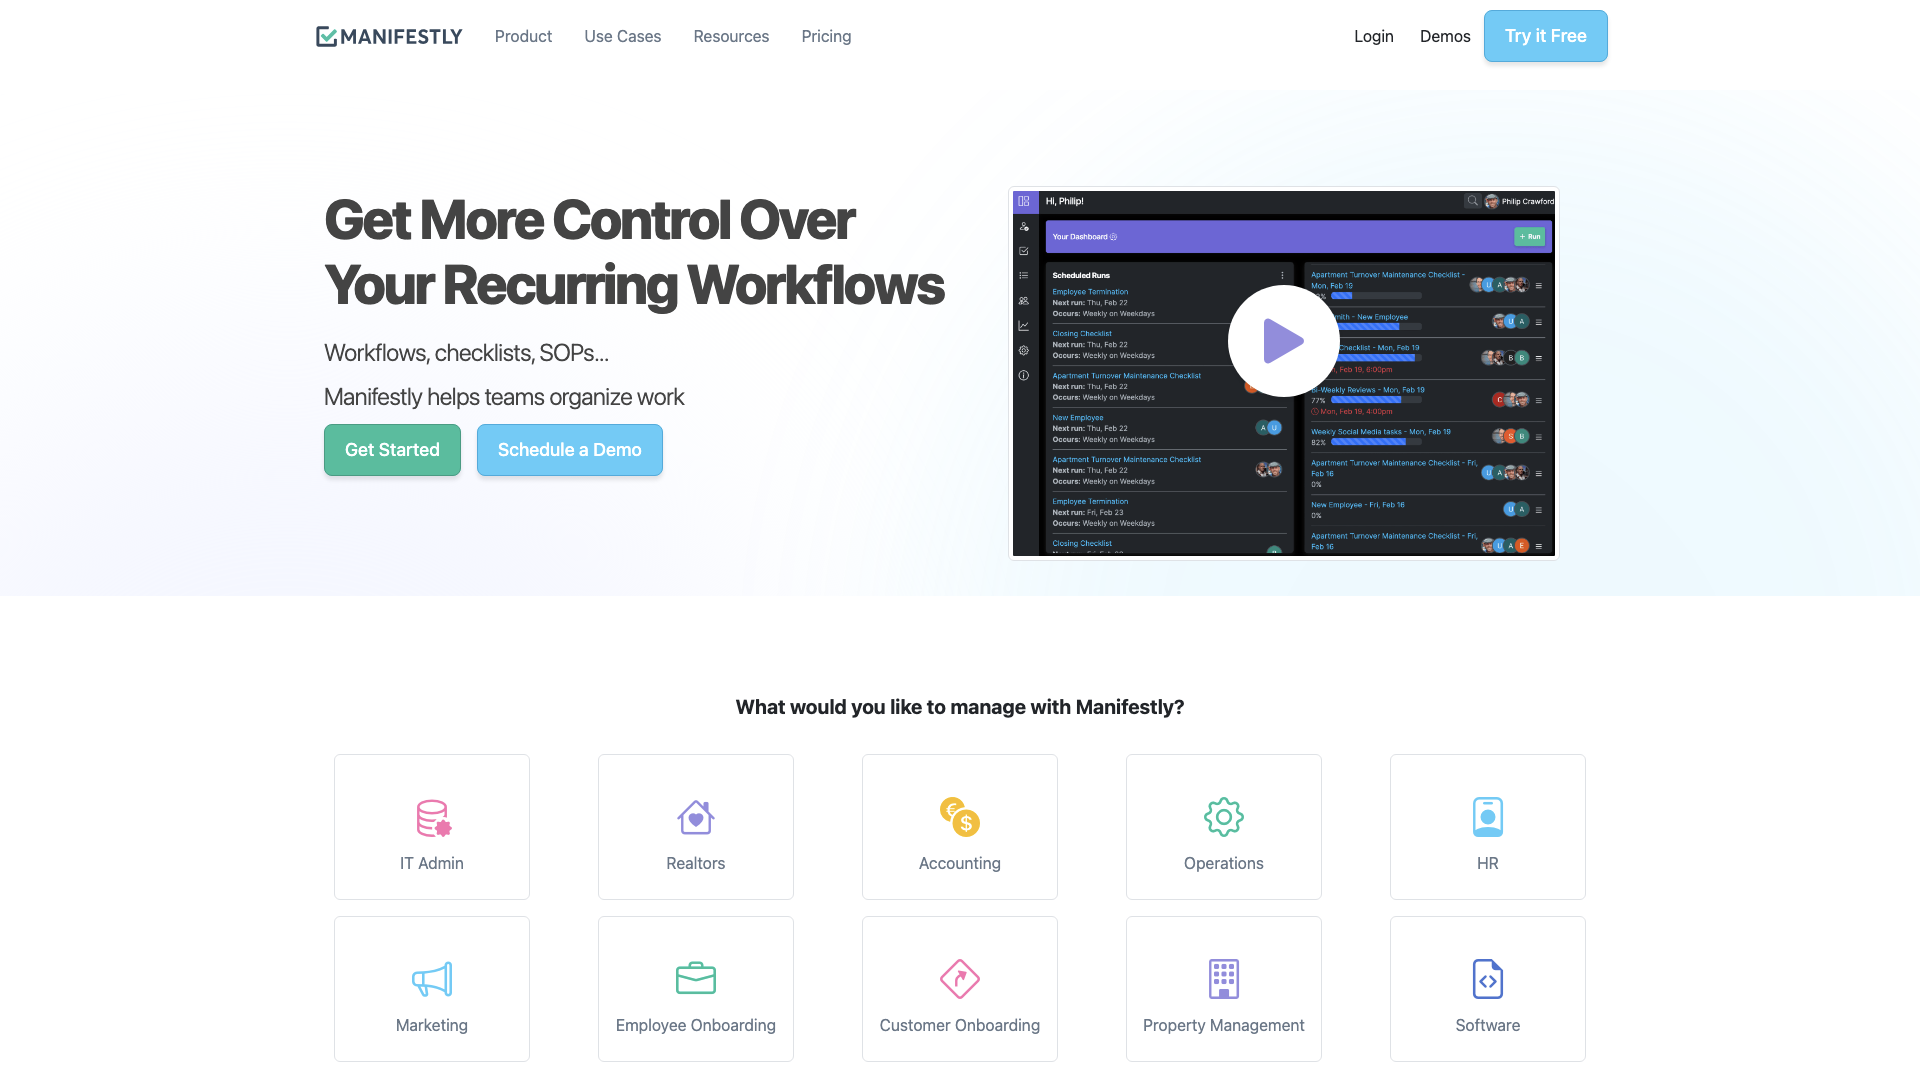 MANIFESTLY
Product
Use Cases
Resources
Pricing
Login
Demos
Try it Free
Get More Control Over
Your Recurring Workflows
Workflows, checklists, SOPs...
Manifestly helps teams organize work
Get Started
Schedule a Demo
Hi, Philip!
Philip Crawford
Your Dashboard
+ Run
Scheduled Runs
Employee Termination
Next run: Thu, Feb 22
Occurs: Weekly on Weekdays
Closing Checklist
Next run: Thu, Feb 22
Occurs: Weekly on Weekdays
Apartment Turnover Maintenance Checklist
Next run: Thu, Feb 22
Occurs: Weekly on Weekdays
New Employee
Next run: Thu, Feb 22
Occurs: Weekly on Weekdays
A U
Apartment Turnover Maintenance Checklist
Next run: Thu, Feb 22
Occurs: Weekly on Weekdays
Employee Termination
Next run: Fri, Feb 23
Occurs: Weekly on Weekdays
Closing Checklist
Apartment Turnover Maintenance Checklist -
Mon, Feb 19
U A
- New Employee
U A
Checklist - Mon, Feb 19
B B
Feb 19, 6:00pm
Bi-Weekly Reviews - Mon, Feb 19
77%
C
Mon, Feb 19, 4:00pm
Weekly Social Media tasks - Mon, Feb 19
82%
S B
Apartment Turnover Maintenance Checklist - Fri,
Feb 16
0%
U A
New Employee - Fri, Feb 16
0%
U A
Apartment Turnover Maintenance Checklist - Fri,
Feb 16
U A E
What would you like to manage with Manifestly?
IT Admin
Realtors
Accounting
Operations
HR
Marketing
Employee Onboarding
Customer Onboarding
Property Management
Software